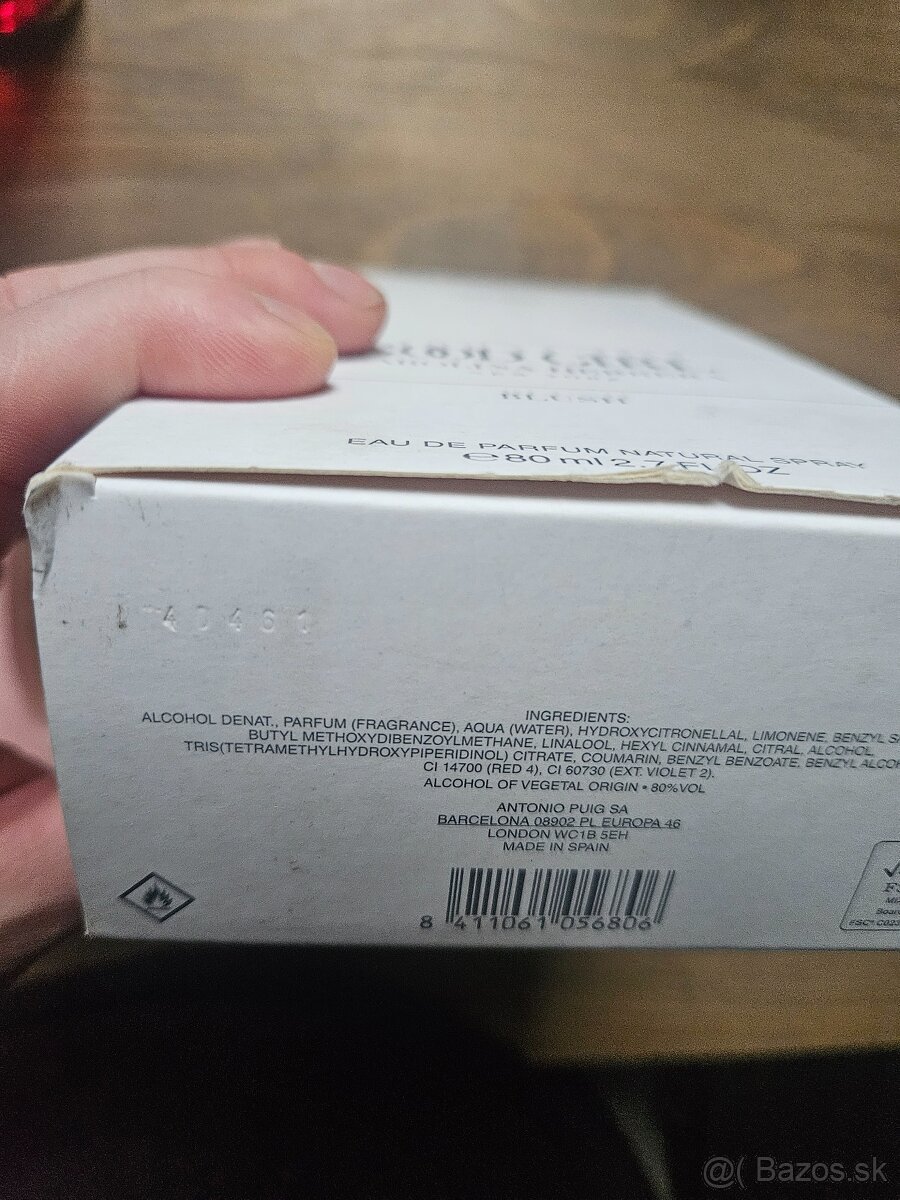 BLUSH
EAU DE PARFUM NATURAL SPRAY
℮ 80 ml 2.7 FL OZ
INGREDIENTS:
ALCOHOL DENAT., PARFUM (FRAGRANCE), AQUA (WATER), HYDROXYCITRONELLAL, LIMONENE, BENZYL
BUTYL METHOXYDIBENZOYLMETHANE, LINALOOL, HEXYL CINNAMAL, CITRAL, ALCOHOL,
TRIS(TETRAMETHYLHYDROXYPIPERIDINOL) CITRATE, COUMARIN, BENZYL BENZOATE, BENZYL
CI 14700 (RED 4), CI 60730 (EXT. VIOLET 2).
ALCOHOL OF VEGETAL ORIGIN • 80%VOL
ANTONIO PUIG SA
BARCELONA 08902 PL EUROPA 46
LONDON WC1B 5EH
MADE IN SPAIN
8 411061 056806
@( Bazos.sk